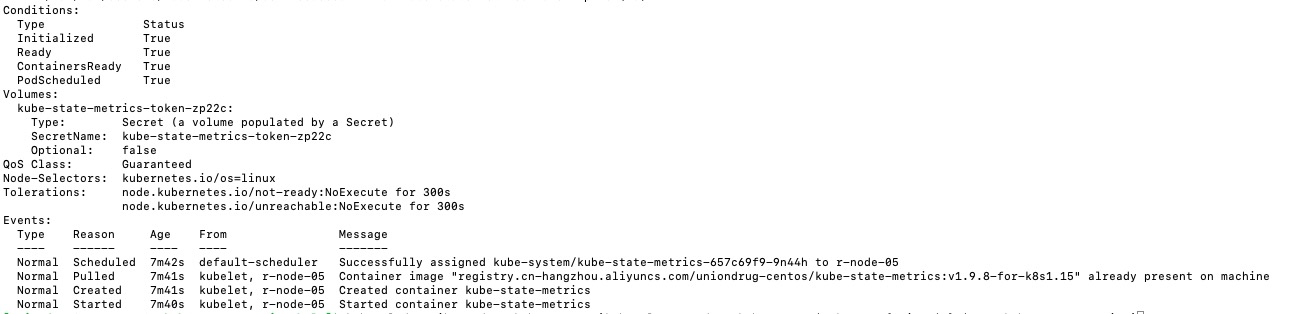 Conditions:
  Type              Status
  Initialized       True
  Ready             True
  ContainersReady   True
  PodScheduled      True
Volumes:
  kube-state-metrics-token-zp22c:
    Type:        Secret (a volume populated by a Secret)
    SecretName:  kube-state-metrics-token-zp22c
    Optional:    false
QoS Class:       Guaranteed
Node-Selectors:  kubernetes.io/os=linux
Tolerations:     node.kubernetes.io/not-ready:NoExecute for 300s
                 node.kubernetes.io/unreachable:NoExecute for 300s
Events:
  Type    Reason     Age    From                Message
  ----    ------     ----   ----                -------
  Normal  Scheduled  7m42s  default-scheduler   Successfully assigned kube-system/kube-state-metrics-657c69f9-9n44h to r-node-05
  Normal  Pulled     7m41s  kubelet, r-node-05  Container image "registry.cn-hangzhou.aliyuncs.com/uniondrug-centos/kube-state-metrics:v1.9.8-for-k8s1.15" already present on machine
  Normal  Created    7m41s  kubelet, r-node-05  Created container kube-state-metrics
  Normal  Started    7m40s  kubelet, r-node-05  Started container kube-state-metrics